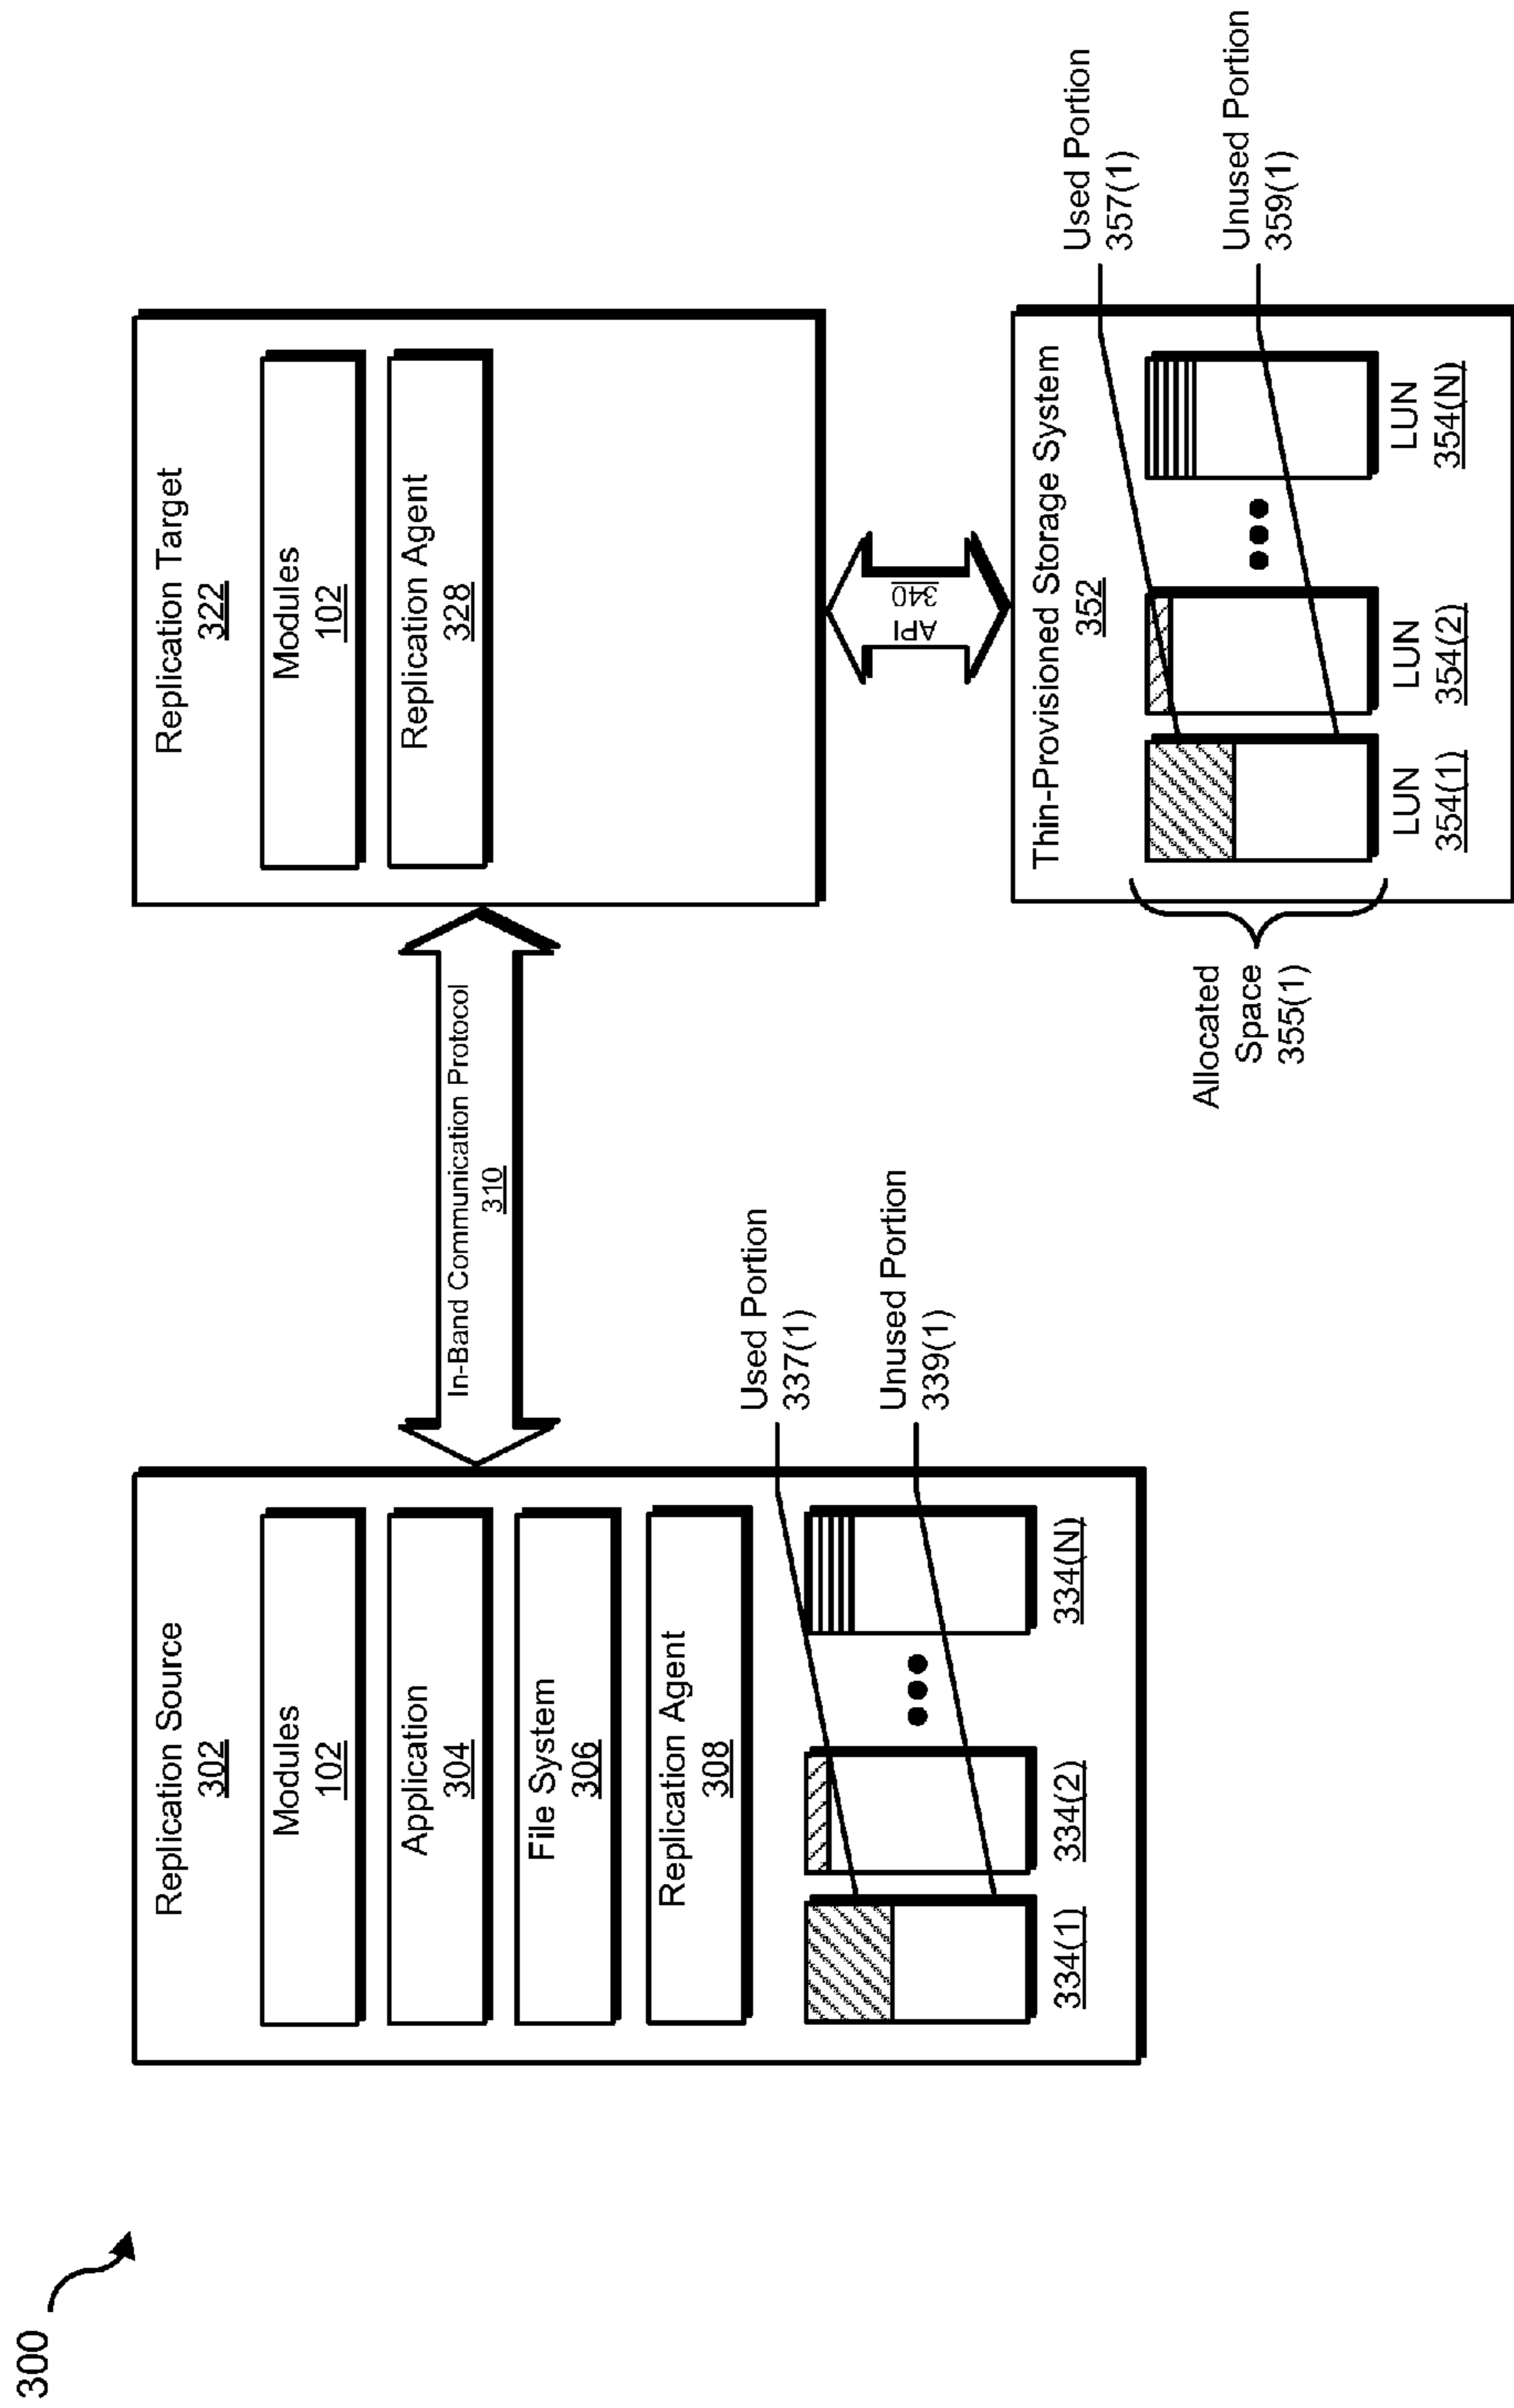 300
Replication Source
302
Modules
102
Application
304
File System
306
Replication Agent
308
334(1)
334(2)
334(N)
Used Portion
337(1)
Unused Portion
339(1)
In-Band Communication Protocol
310
Replication Target
322
Modules
102
Replication Agent
328
API
340
Thin-Provisioned Storage System
352
LUN
354(1)
LUN
354(2)
LUN
354(N)
Allocated
Space
355(1)
Used Portion
357(1)
Unused Portion
359(1)